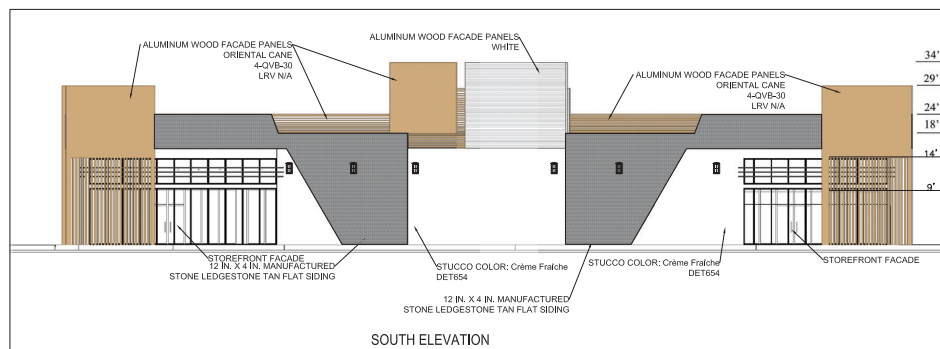 ALUMINUM WOOD FACADE PANELS
ORIENTAL CANE
4-QVB-30
LRV N/A
ALUMINUM WOOD FACADE PANELS
WHITE
ALUMINUM WOOD FACADE PANELS
ORIENTAL CANE
4-QVB-30
LRV N/A
34'
29'
24'
18'
14'
9'
STOREFRONT FACADE
12 IN. X 4 IN. MANUFACTURED
STONE LEDGESTONE TAN FLAT SIDING
STUCCO COLOR: Crème Fraîche
DET654
12 IN. X 4 IN. MANUFACTURED
STONE LEDGESTONE TAN FLAT SIDING
STUCCO COLOR: Crème Fraîche
DET654
STOREFRONT FACADE
SOUTH ELEVATION